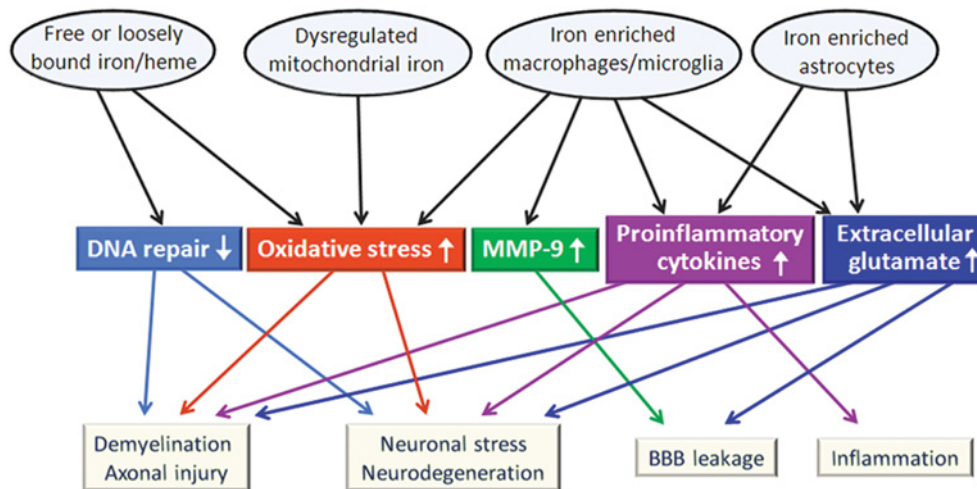 Free or loosely
bound iron/heme
Dysregulated
mitochondrial iron
Iron enriched
macrophages/microglia
Iron enriched
astrocytes
DNA repair ↓
Oxidative stress ↑
MMP-9 ↑
Proinflammatory
cytokines ↑
Extracellular
glutamate ↑
Demyelination
Axonal injury
Neuronal stress
Neurodegeneration
BBB leakage
Inflammation